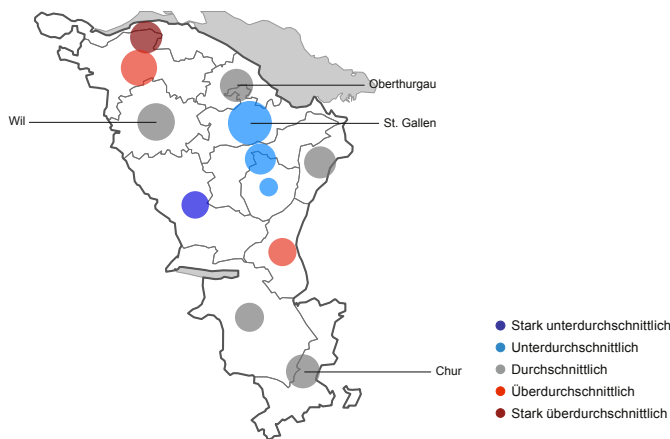 Oberthurgau
Wil
St. Gallen
Chur
Stark unterdurchschnittlich
Unterdurchschnittlich
Durchschnittlich
Überdurchschnittlich
Stark überdurchschnittlich